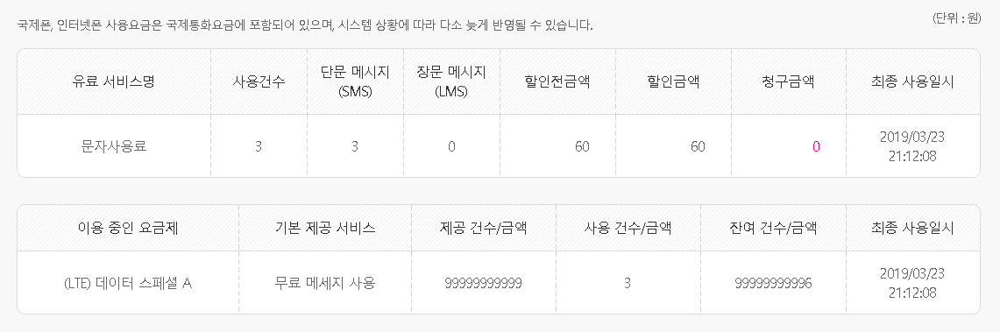 (단위 : 원)
국제폰, 인터넷폰 사용요금은 국제통화요금에 포함되어 있으며, 시스템 상황에 따라 다소 늦게 반영될 수 있습니다.
유료 서비스명 사용건수 단문 메시지 (SMS) 장문 메시지 (LMS) 할인전금액 할인금액 청구금액 최종 사용일시
문자사용료 3 3 0 60 60 0 2019/03/23 21:12:08
이용 중인 요금제 기본 제공 서비스 제공 건수/금액 사용 건수/금액 잔여 건수/금액 최종 사용일시
(LTE) 데이터 스페셜 A 무료 메세지 사용 99999999999 3 99999999996 2019/03/23 21:12:08